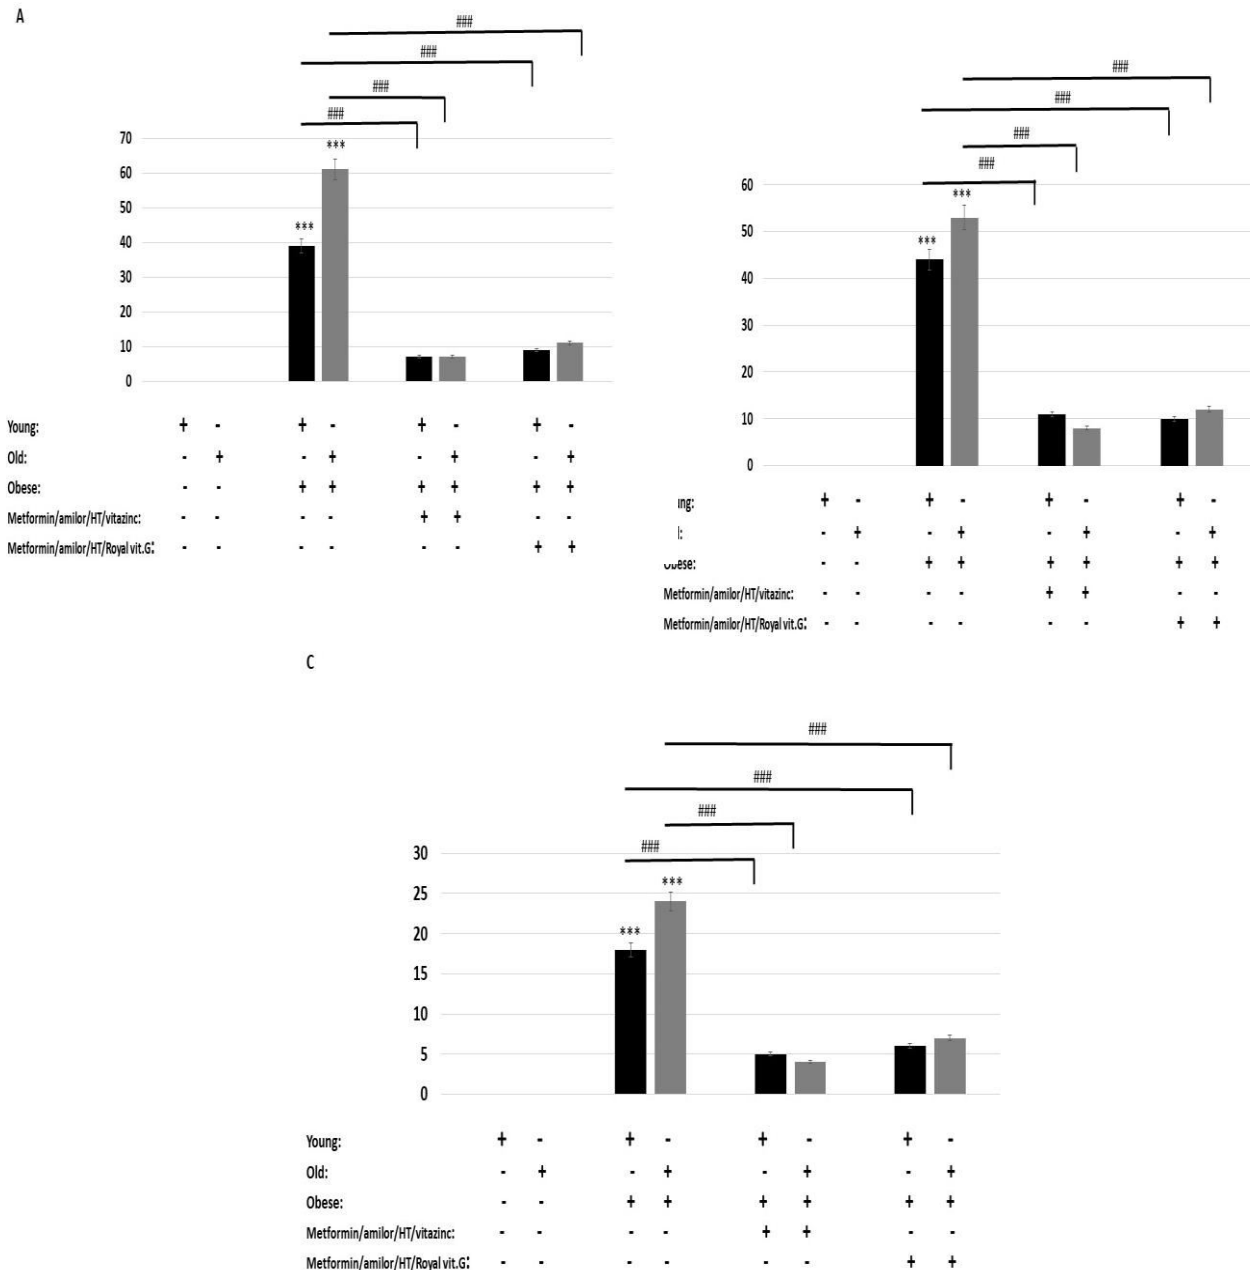 A
###
###
###
###
70
***
60
50
***
40
30
20
10
0
Young: + - + - + - + -
Old: - + - + - + - +
Obese: - - + + + + + +
Metformin/amilor/HT/vitazinc: - - - - + + - -
Metformin/amilor/HT/Royal vit.G: - - - - - - + +
###
###
###
###
60
***
50
***
40
30
20
10
0
ng: + - + - + - + -
- + - + - + - +
bese: - - + + + + + +
Metformin/amilor/HT/vitazinc: - - - - + + - -
Metformin/amilor/HT/Royal vit.G: - - - - - - + +
C
###
###
###
###
30
***
25
***
20
15
10
5
0
Young: + - + - + - + -
Old: - + - + - + - +
Obese: - - + + + + + +
Metformin/amilor/HT/vitazinc: - - - - + + - -
Metformin/amilor/HT/Royal vit.G: - - - - - - + +